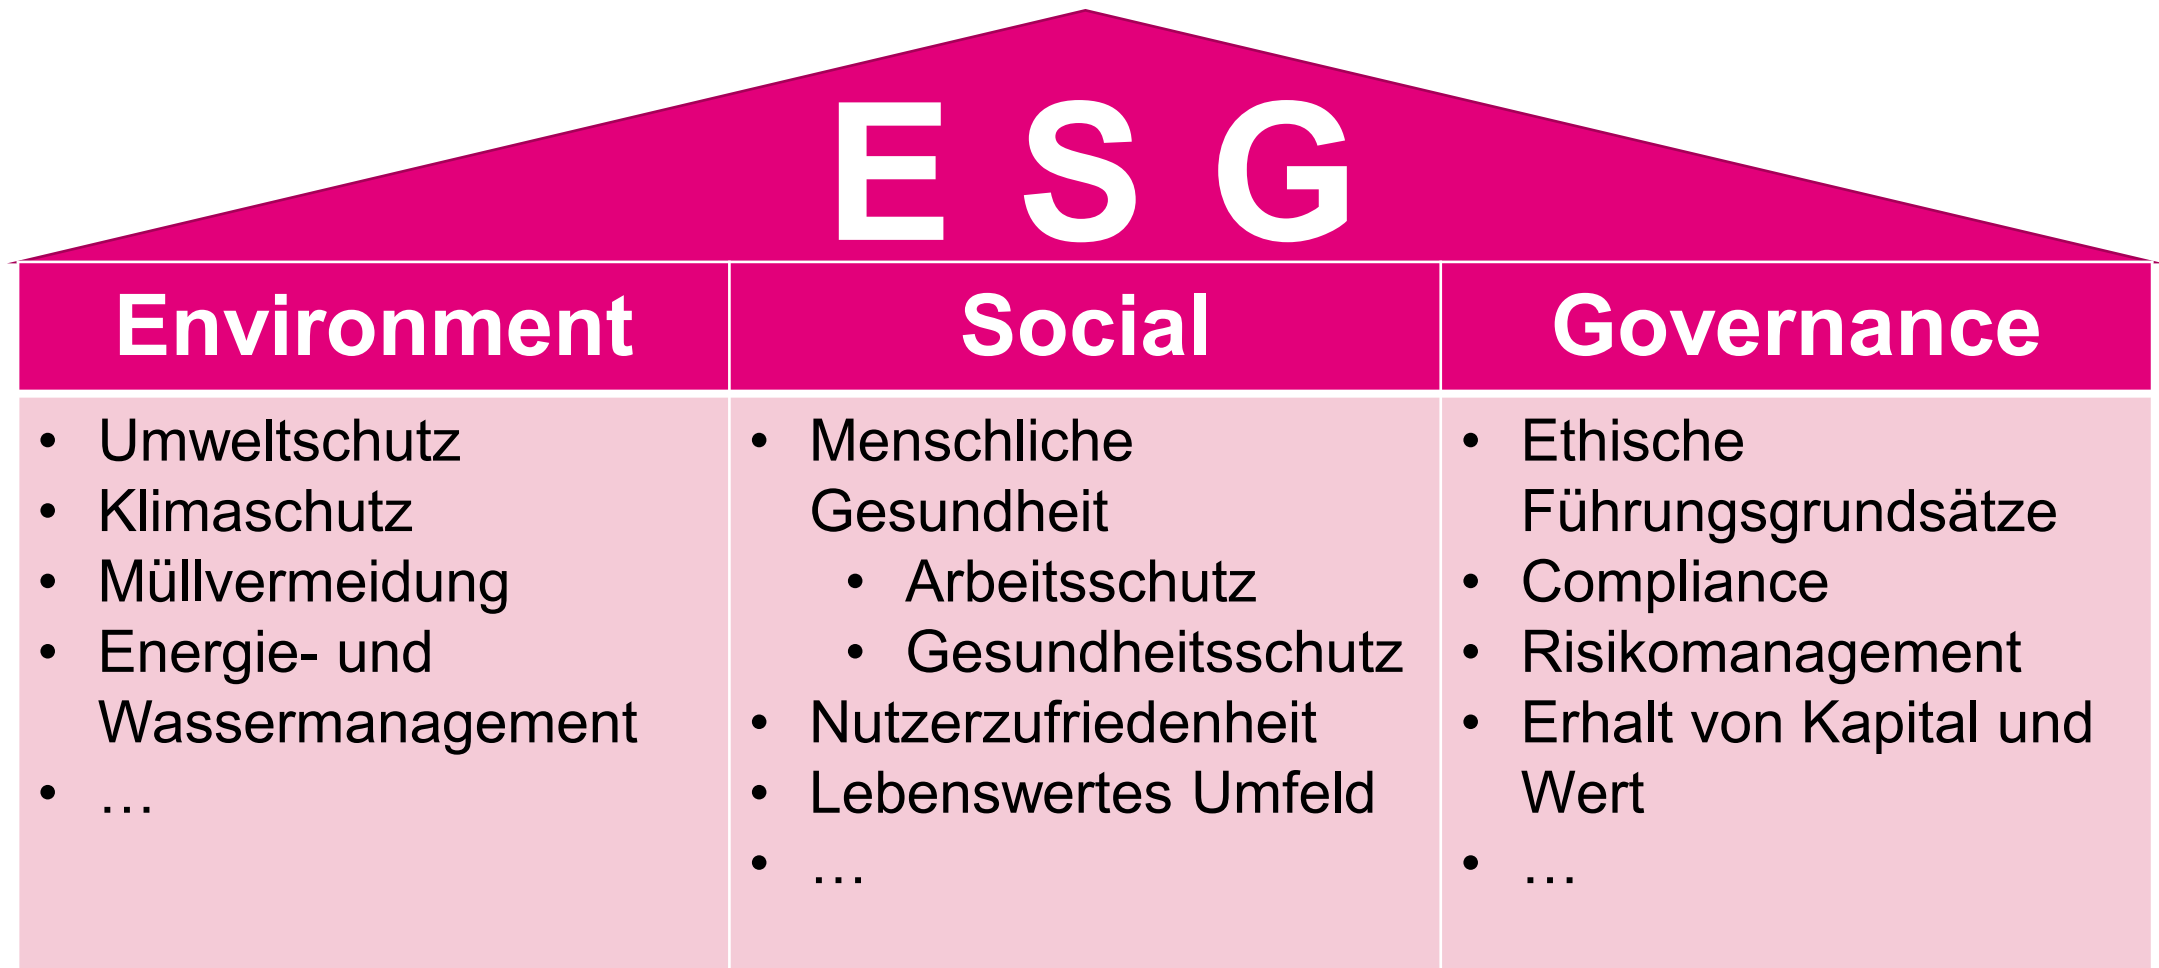 E S G
Environment
• Umweltschutz
• Klimaschutz
• Müllvermeidung
• Energie- und
Wassermanagement
• …
Social
• Menschliche
Gesundheit
• Arbeitsschutz
• Gesundheitsschutz
• Nutzerzufriedenheit
• Lebenswertes Umfeld
• …
Governance
• Ethische
Führungsgrundsätze
• Compliance
• Risikomanagement
• Erhalt von Kapital und
Wert
• …